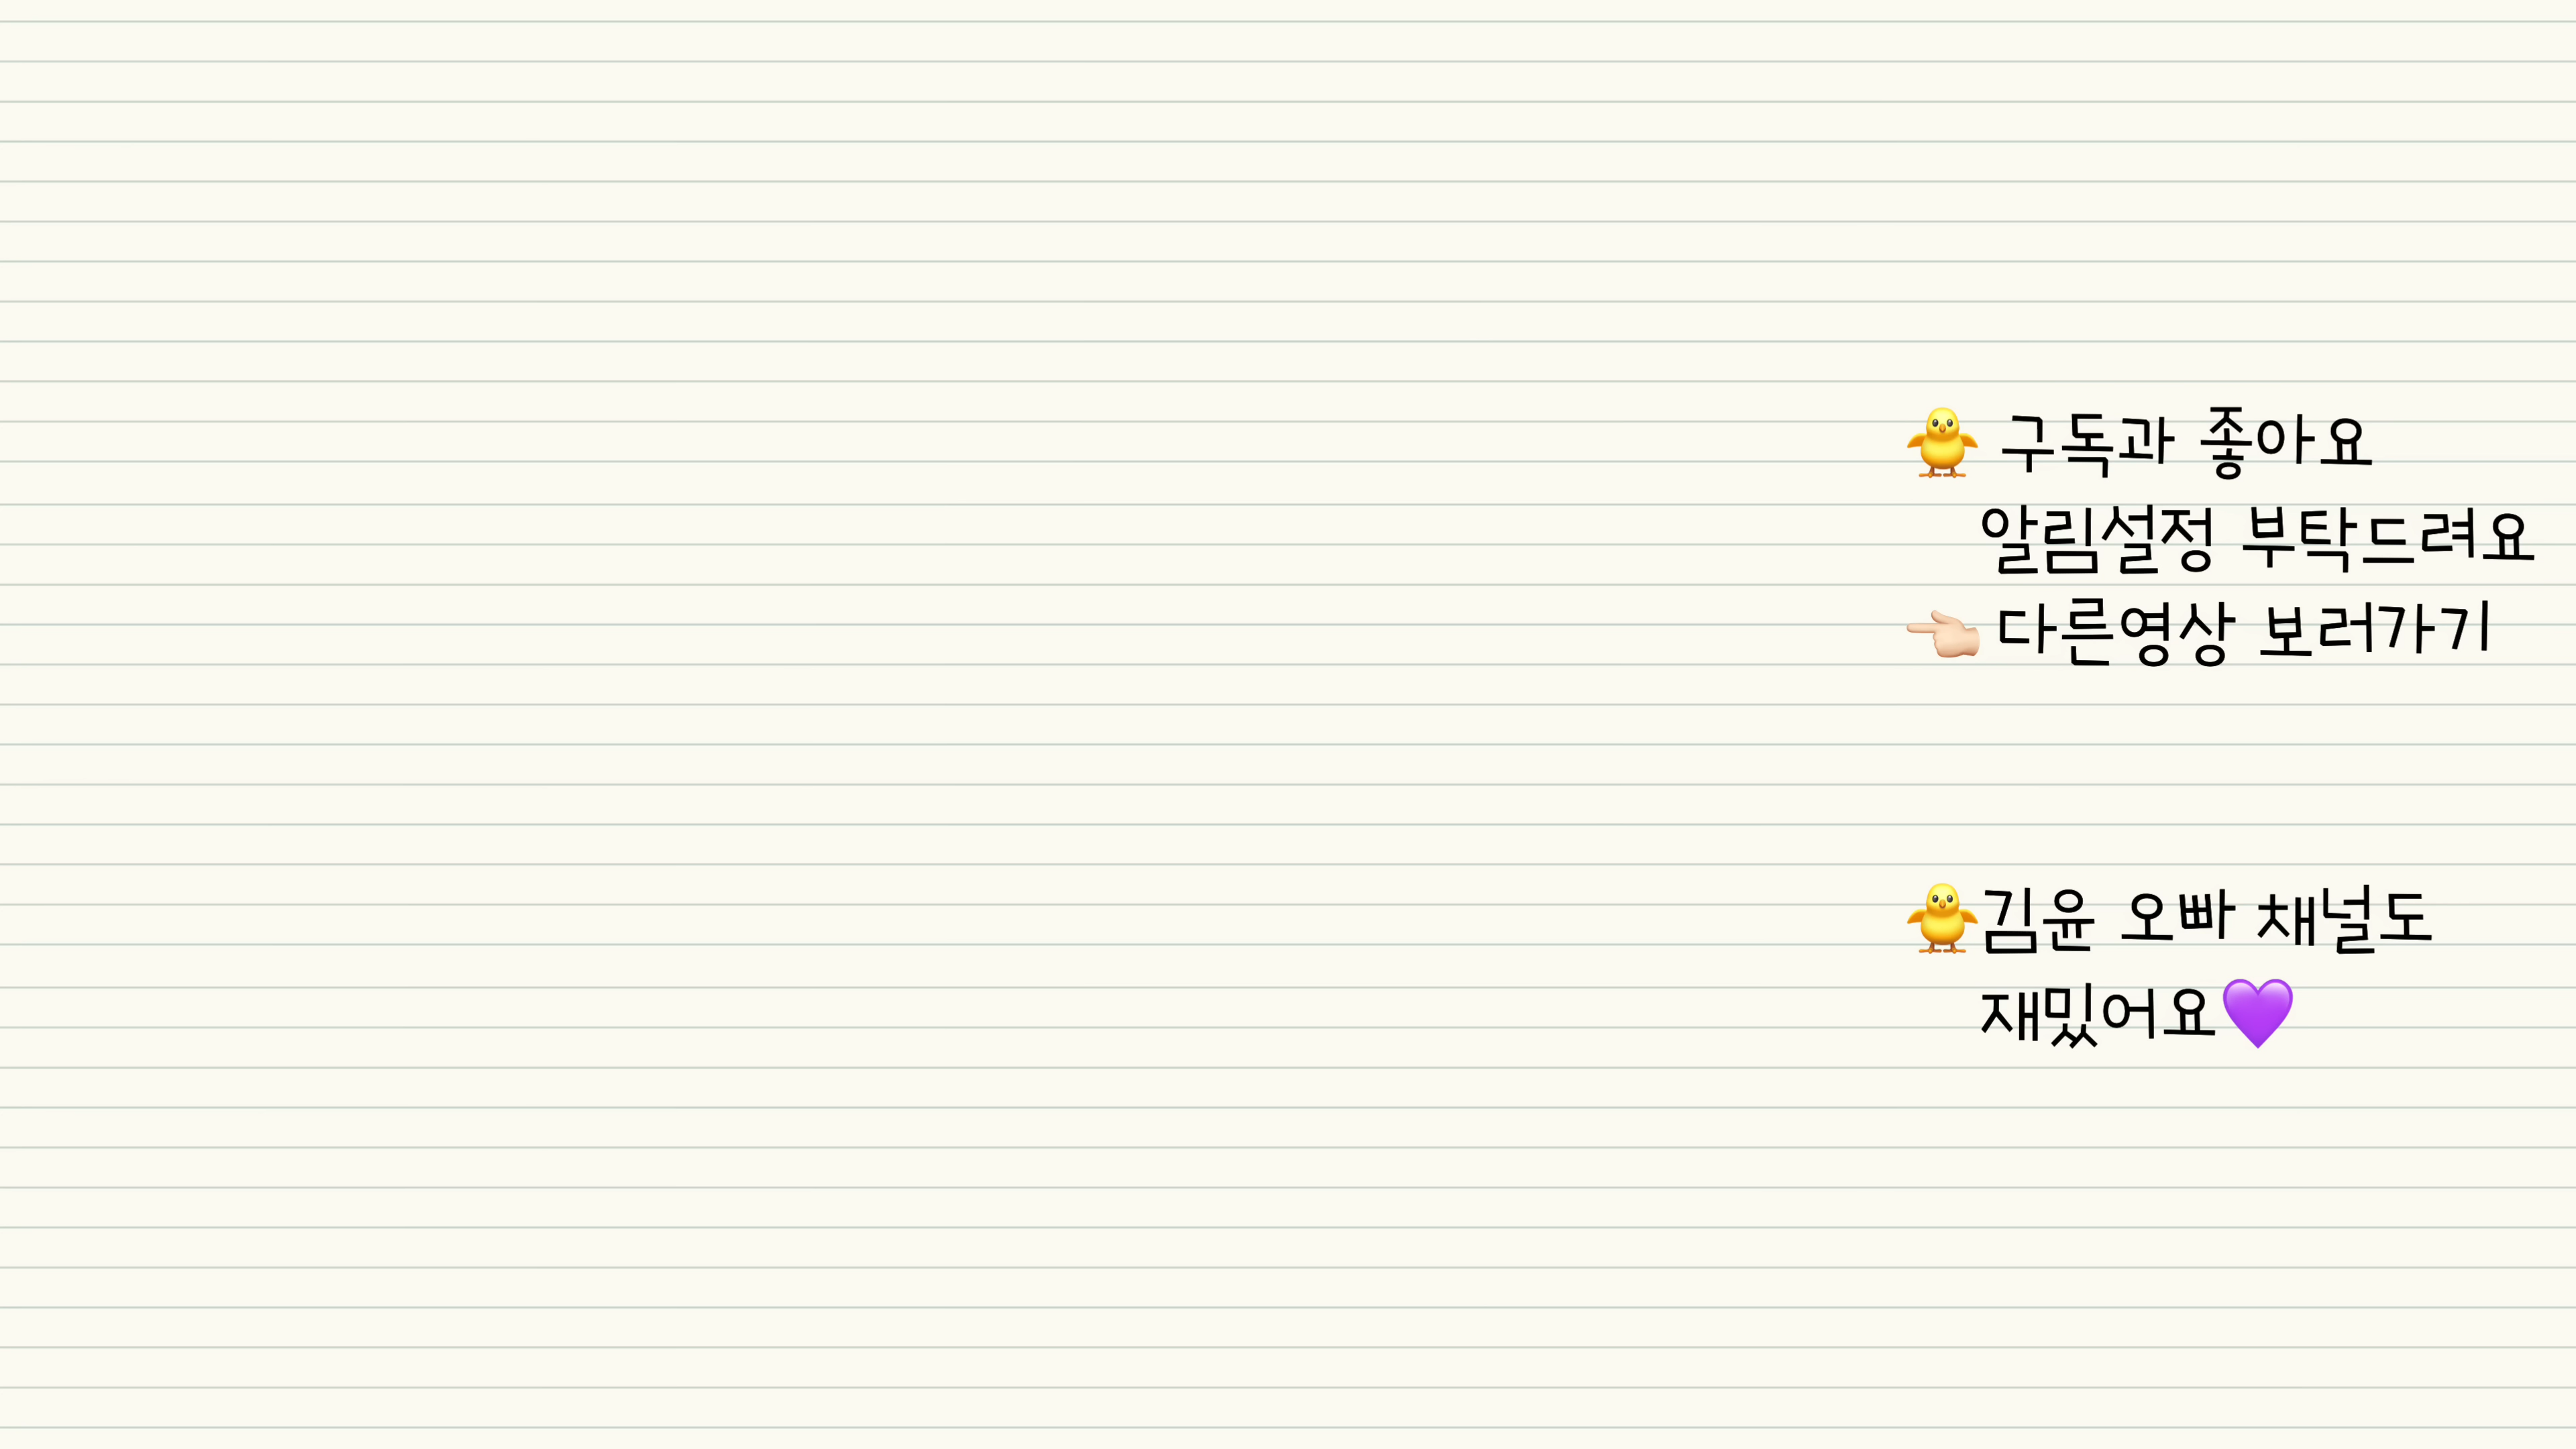 🐥 구독과 좋아요
알림설정 부탁드려요
👈🏻 다른영상 보러가기
🐥김윤 오빠 채널도
재밌어요💜